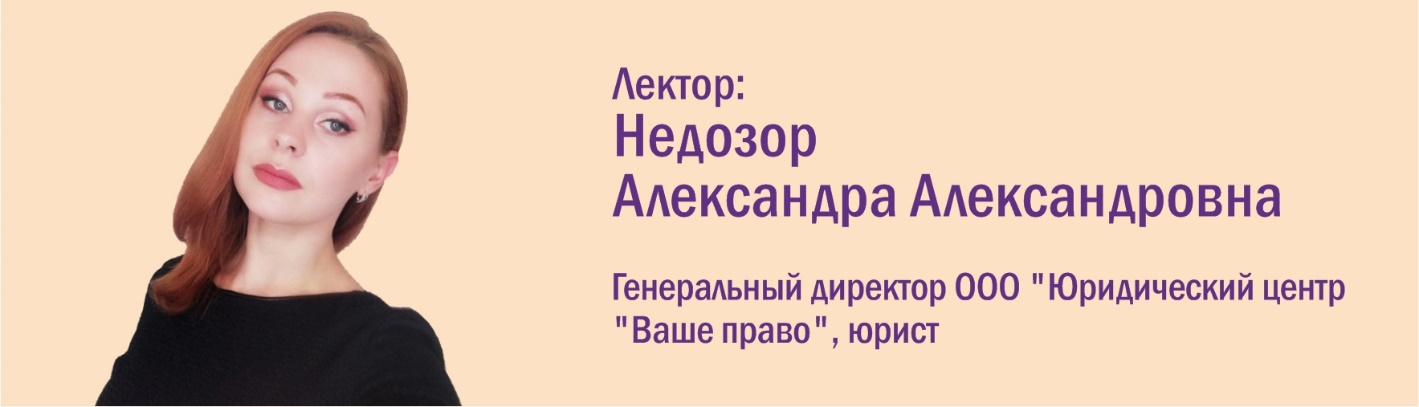 Лектор:
Недозор
Александра Александровна
Генеральный директор ООО "Юридический центр
"Ваше право", юрист